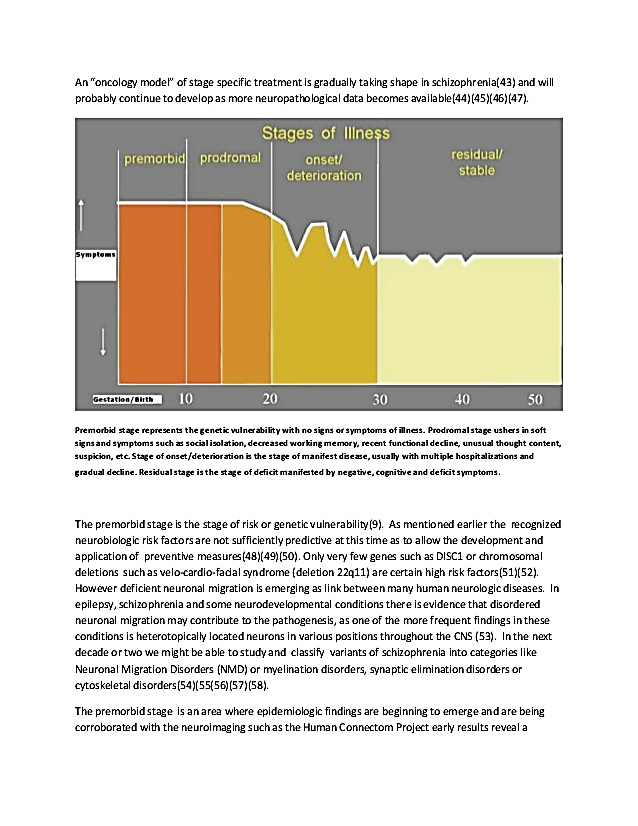 An “oncology model” of stage specific treatment is gradually taking shape in schizophrenia(43) and will
probably continue to develop as more neuropathological data becomes available(44)(45)(46)(47).
Stages of Illness
premorbid
prodromal
onset/
deterioration
residual/
stable
Symptoms
Gestation/Birth 10 20 30 40 50
Premorbid stage represents the genetic vulnerability with no signs or symptoms of illness. Prodromal stage ushers in soft
signs and symptoms such as social isolation, decreased working memory, recent functional decline, unusual thought content,
suspicion, etc. Stage of onset/deterioration is the stage of manifest disease, usually with multiple hospitalizations and
gradual decline. Residual stage is the stage of deficit manifested by negative, cognitive and deficit symptoms.
The premorbid stage is the stage of risk or genetic vulnerability(9). As mentioned earlier the recognized
neurobiologic risk factors are not sufficiently predictive at this time as to allow the development and
application of preventive measures(48)(49)(50). Only very few genes such as DISC1 or chromosomal
deletions such as velo-cardio-facial syndrome (deletion 22q11) are certain high risk factors(51)(52).
However deficient neuronal migration is emerging as link between many human neurologic diseases. In
epilepsy, schizophrenia and some neurodevelopmental conditions there is evidence that disordered
neuronal migration may contribute to the pathogenesis, as one of the more frequent findings in these
conditions is heterotopically located neurons in various positions throughout the CNS (53). In the next
decade or two we might be able to study and classify variants of schizophrenia into categories like
Neuronal Migration Disorders (NMD) or myelination disorders, synaptic elimination disorders or
cytoskeletal disorders(54)(55(56)(57)(58).
The premorbid stage is an area where epidemiologic findings are beginning to emerge and are being
corroborated with the neuroimaging such as the Human Connectom Project early results reveal a